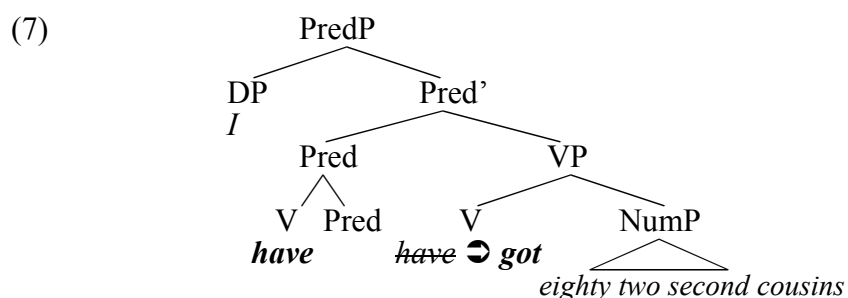 (7) PredP
DP Pred’
I
Pred VP
V Pred V NumP
have have ➲ got
eighty two second cousins